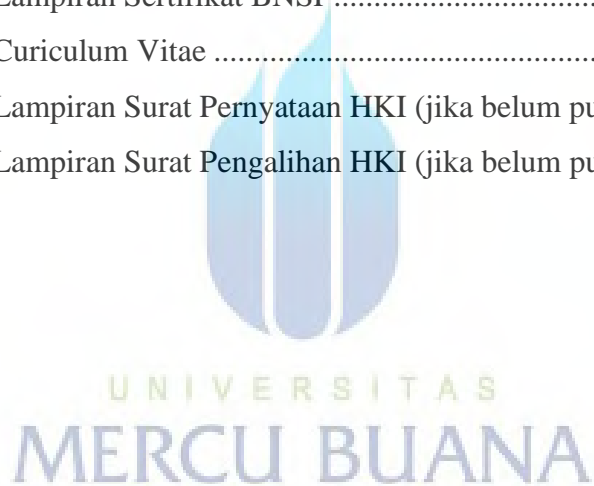 Lampiran Sertifikat BNSP ....................................
Curiculum Vitae ....................................................
Lampiran Surat Pernyataan HKI (jika belum pu
Lampiran Surat Pengalihan HKI (jika belum pu
UNIVERSITAS
MERCU BUANA